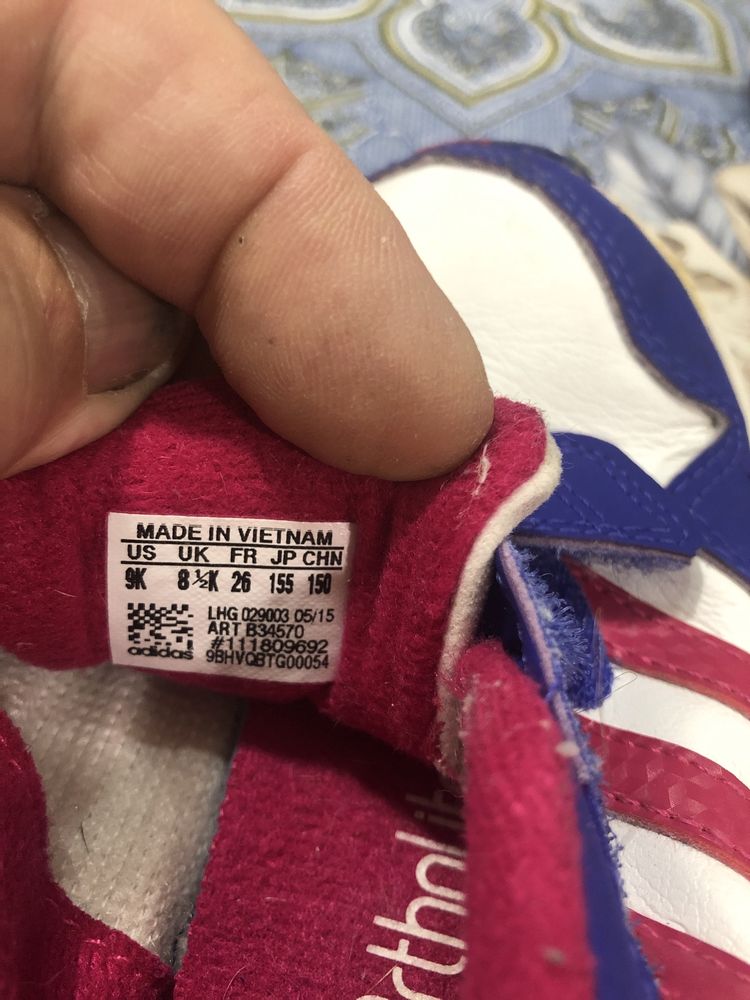 MADE IN VIETNAM
US UK FR JP CHN
9K 8½K 26 155 150
LHG 029003 05/15
ART B34570
#111809692
adidas 9BHVQBTG00054